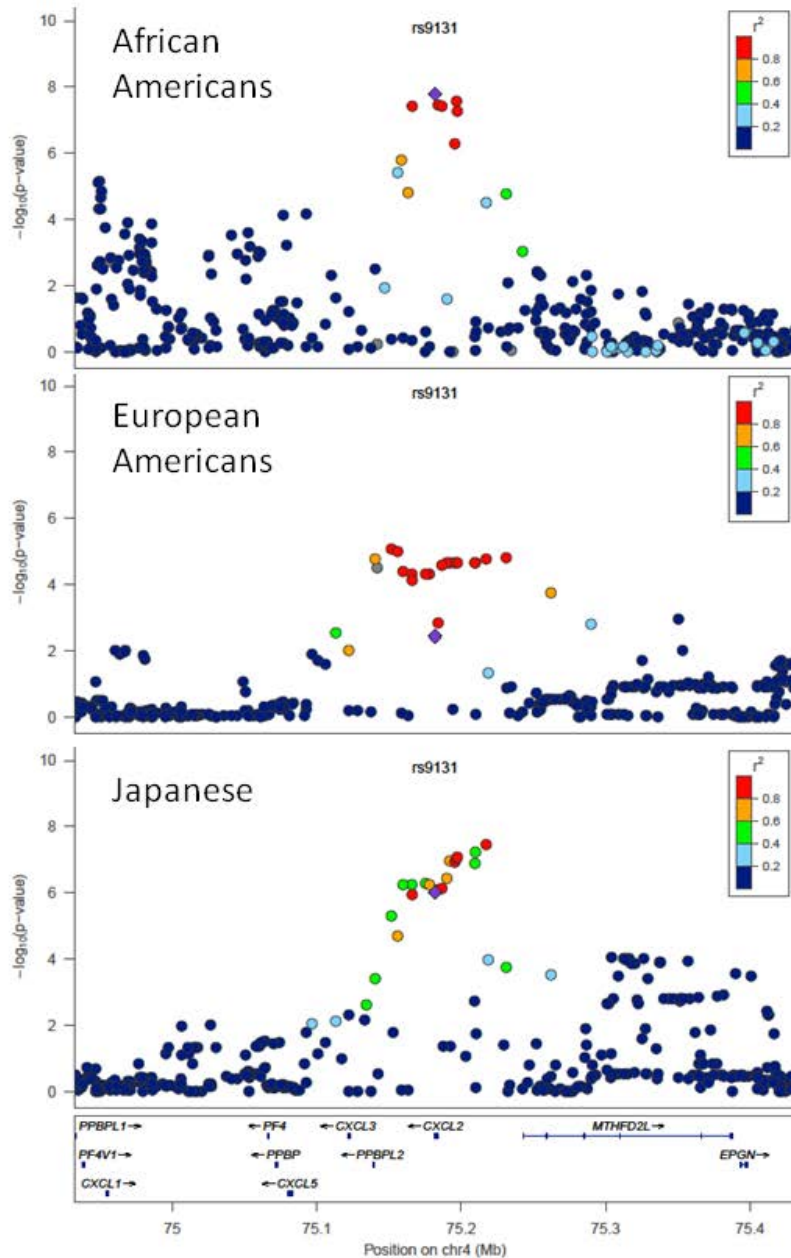 African
Americans
rs9131
r²
0.8
0.6
0.4
0.2
10
8
6
4
2
0
−log₁₀(p−value)
European
Americans
rs9131
r²
0.8
0.6
0.4
0.2
10
8
6
4
2
0
−log₁₀(p−value)
Japanese
rs9131
r²
0.8
0.6
0.4
0.2
10
8
6
4
2
0
−log₁₀(p−value)
PPBPL1→ ←PF4 ←CXCL3 ←CXCL2 MTHFD2L→
PF4V1→ ←PPBP ←PPBPL2 EPGN→
CXCL1→ ←CXCL5
75 75.1 75.2 75.3 75.4
Position on chr4 (Mb)